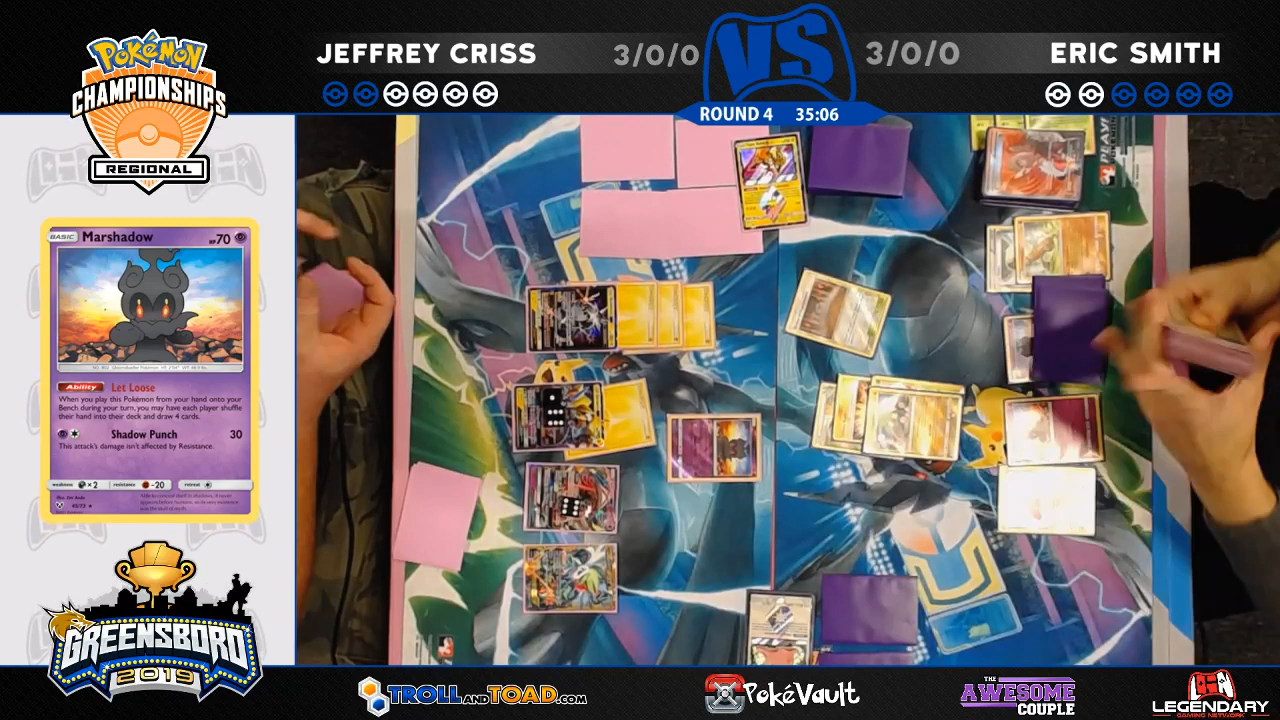 Pokémon
CHAMPIONSHIPS
REGIONAL
JEFFREY CRISS
3/0/0
VS
3/0/0
ERIC SMITH
ROUND 4 35:06
BASIC Marshadow HP70
Ability Let Loose
When you play this Pokémon from your hand onto your
Bench during your turn, you may have each player shuffle
their hand into their deck and draw 4 cards.
Shadow Punch 30
This attack's damage isn't affected by Resistance.
weakness ×2 resistance -20 retreat
45/73
PLAY!
GREENSBORO
2019
TROLL AND TOAD.COM
PokéVault
THE
AWESOME
COUPLE
LEGENDARY
GAMING NETWORK